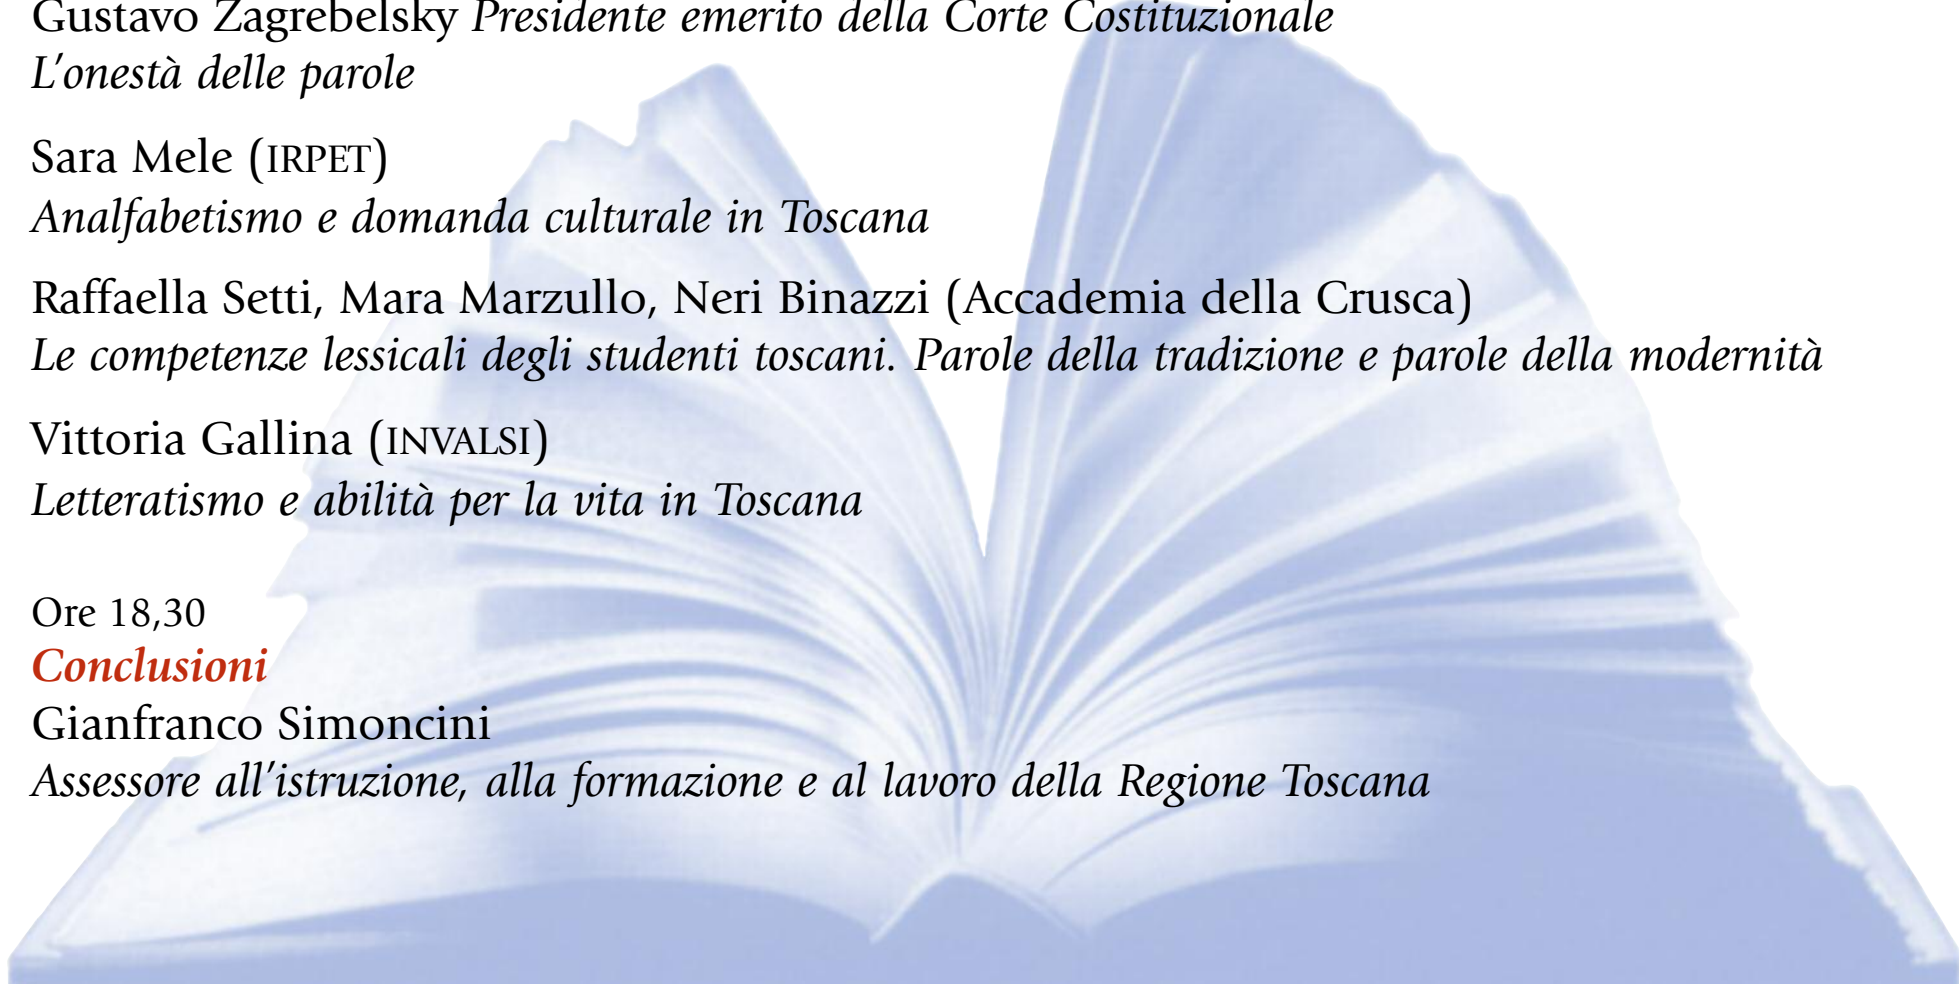 Gustavo Zagrebelsky Presidente emerito della Corte Costituzionale
L'onestà delle parole
Sara Mele (IRPET)
Analfabetismo e domanda culturale in Toscana
Raffaella Setti, Mara Marzullo, Neri Binazzi (Accademia della Crusca)
Le competenze lessicali degli studenti toscani. Parole della tradizione e parole della modernità
Vittoria Gallina (INVALSI)
Letteratismo e abilità per la vita in Toscana
Ore 18,30
Conclusioni
Gianfranco Simoncini
Assessore all'istruzione, alla formazione e al lavoro della Regione Toscana